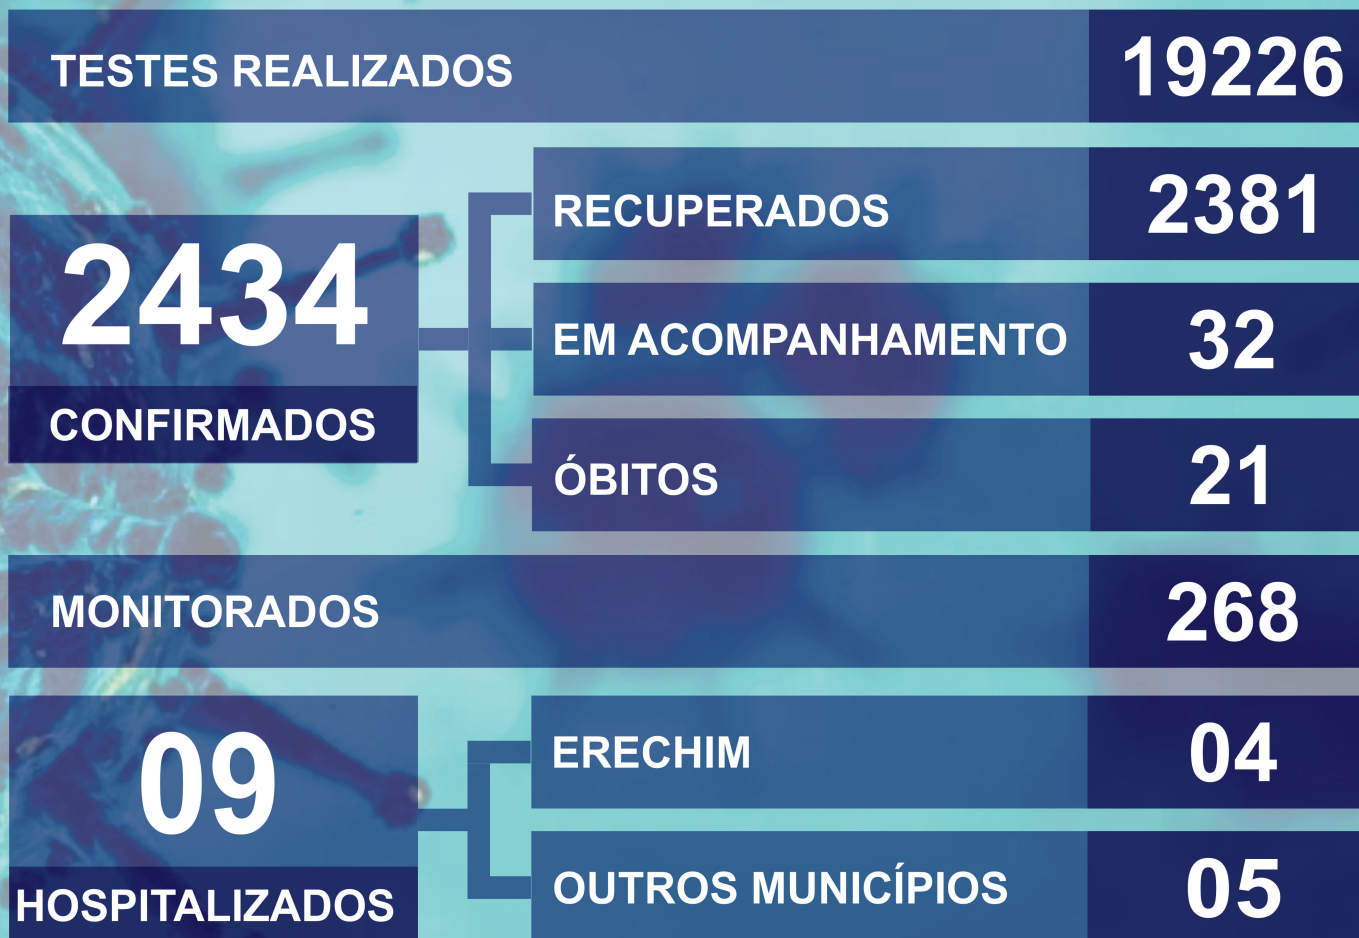 TESTES REALIZADOS 19226
2434
CONFIRMADOS
RECUPERADOS 2381
EM ACOMPANHAMENTO 32
ÓBITOS 21
MONITORADOS 268
09
HOSPITALIZADOS
ERECHIM 04
OUTROS MUNICÍPIOS 05